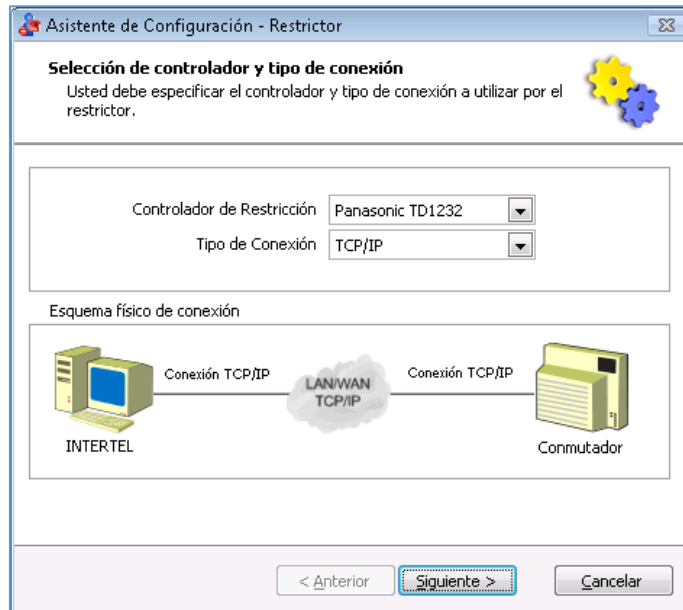 Asistente de Configuración - Restrictor
Selección de controlador y tipo de conexión
Usted debe especificar el controlador y tipo de conexión a utilizar por el
restrictor.
Controlador de Restricción Panasonic TD1232
Tipo de Conexión TCP/IP
Esquema físico de conexión
Conexión TCP/IP
LAN/WAN
TCP/IP
Conexión TCP/IP
INTERTEL
Conmutador
< Anterior Siguiente > Cancelar